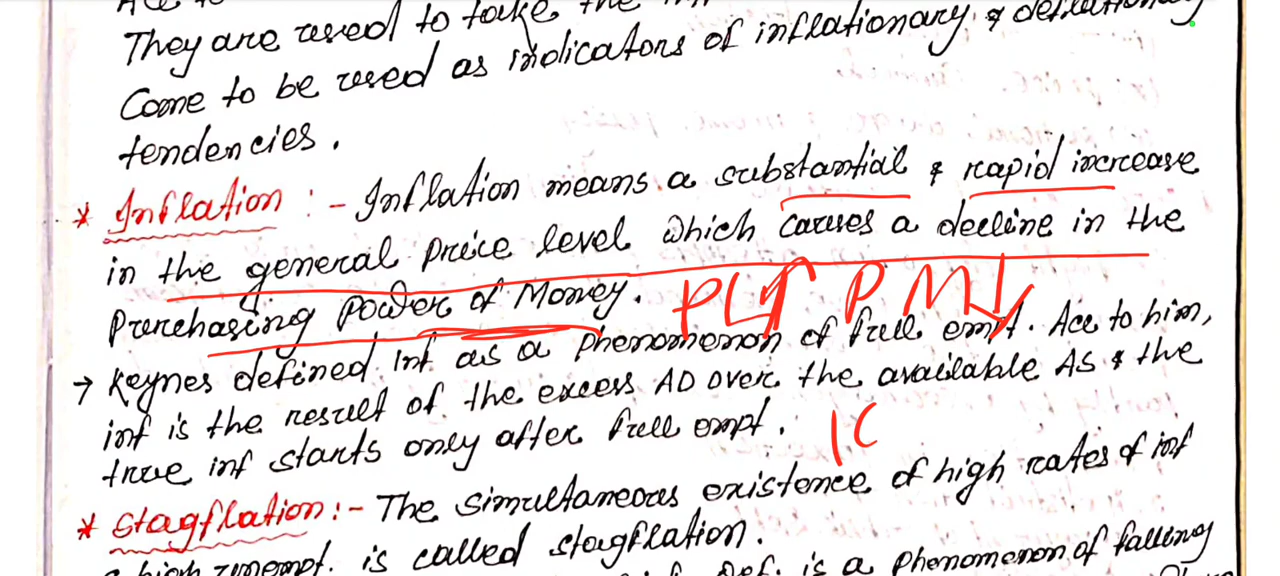 They are used to take the
Come to be used as indicators of inflationary & deflationary
tendencies.
* Inflation :- Inflation means a substantial & rapid increase
in the general price level which causes a decline in the
Purchasing Power of Money. PL↑ PM↓
→ Keynes defined inf as a phenomenon of full empt. Acc to him,
inf is the result of the excess AD over the available AS & the
true inf starts only after full empt.
* Stagflation :- The simultaneous existence of high rates of inf
& high unempt. is called stagflation.
Def. is a phenomenon of falling